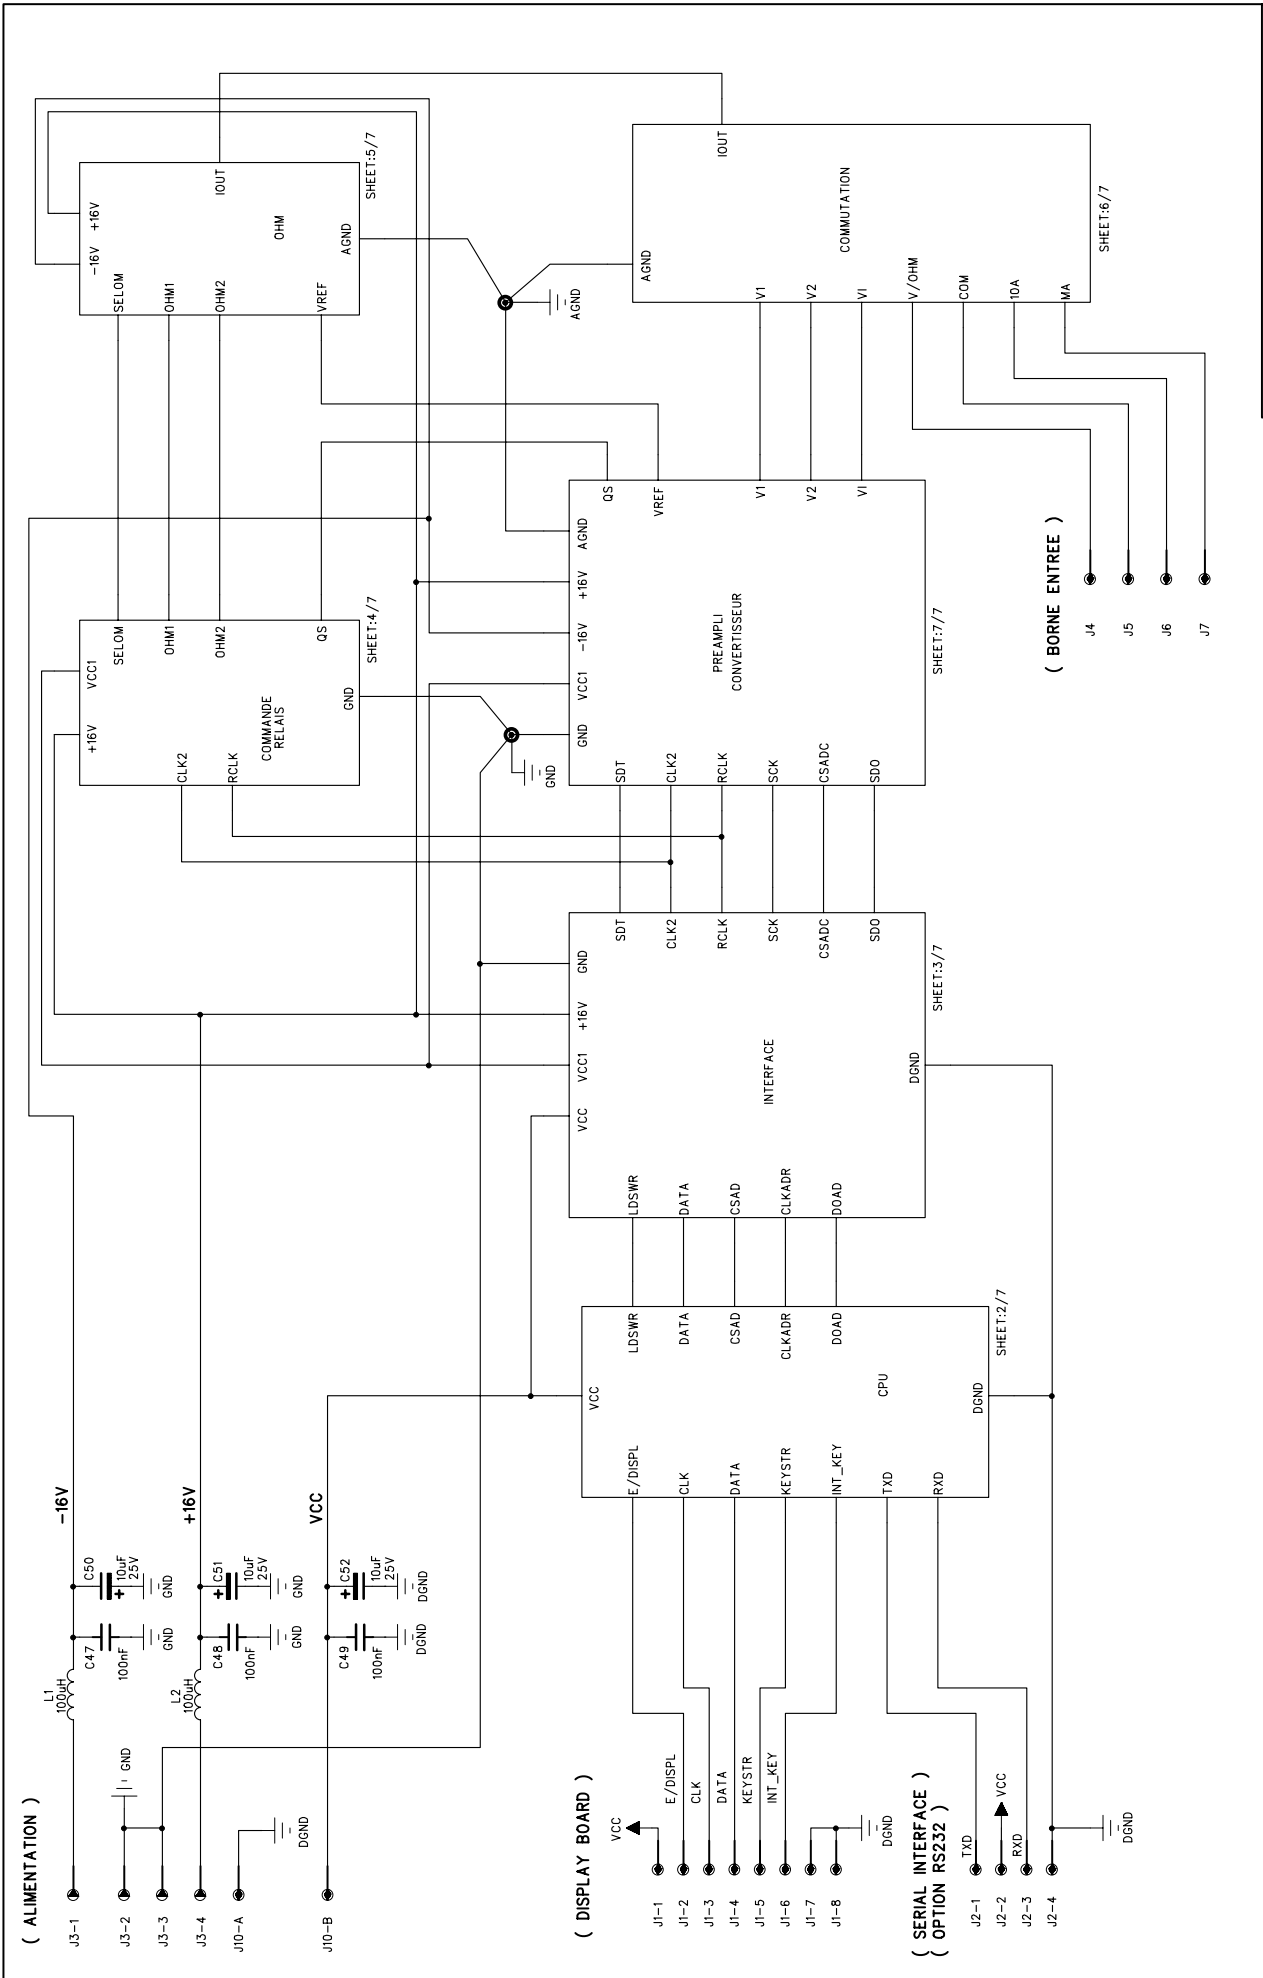 ( ALIMENTATION )
J3-1
J3-2
J3-3
J3-4
J10-A
J10-B
GND
DGND
L1
100uH
L2
100uH
C47
100nF
GND
C50
10uF
25V
GND
-16V
C48
100nF
GND
C51
10uF
25V
GND
+16V
C49
100nF
DGND
C52
10uF
25V
DGND
VCC
( DISPLAY BOARD )
VCC
J1-1
J1-2
J1-3
J1-4
J1-5
J1-6
J1-7
J1-8
E/DISPL
CLK
DATA
KEYSTR
INT_KEY
DGND
( SERIAL INTERFACE )
( OPTION RS232 )
J2-1
J2-2
J2-3
J2-4
TXD
VCC
RXD
DGND
VCC
E/DISPL
CLK
DATA
KEYSTR
INT_KEY
TXD
RXD
CPU
LDSWR
DATA
CSAD
CLKADR
DOAD
DGND
SHEET:2/7
VCC
VCC1
+16V
GND
LDSWR
DATA
CSAD
CLKADR
DOAD
INTERFACE
SDT
CLK2
RCLK
SCK
CSADC
SDO
DGND
SHEET:3/7
+16V
VCC1
CLK2
RCLK
COMMANDE
RELAIS
SELOM
OHM1
OHM2
QS
GND
SHEET:4/7
GND
GND
VCC1
-16V
+16V
AGND
SDT
CLK2
RCLK
SCK
CSADC
SDO
PREAMPLI
CONVERTISSEUR
QS
VREF
V1
V2
VI
SHEET:7/7
-16V
+16V
SELOM
OHM1
OHM2
VREF
OHM
IOUT
AGND
SHEET:5/7
AGND
AGND
IOUT
COMMUTATION
V1
V2
VI
V/OHM
COM
10A
MA
SHEET:6/7
( BORNE ENTREE )
J4
J5
J6
J7